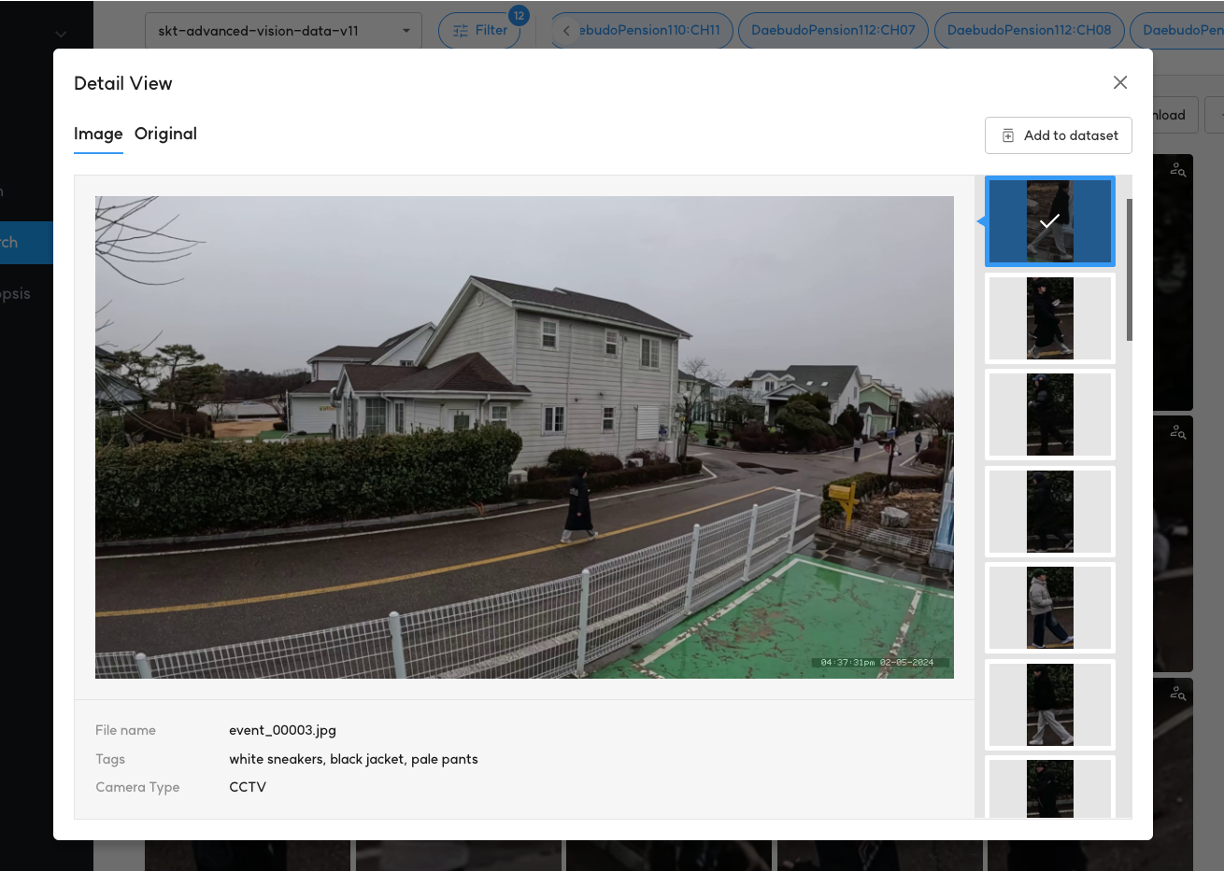 skt-advanced-vision-data-v11
Filter
12
ebudoPension110:CH11
DaebudoPension112:CH07
DaebudoPension112:CH08
Detail View
Image
Original
Add to dataset
nload
rch
opsis
04:37:31pm 02-05-2024
File name
event_00003.jpg
Tags
white sneakers, black jacket, pale pants
Camera Type
CCTV